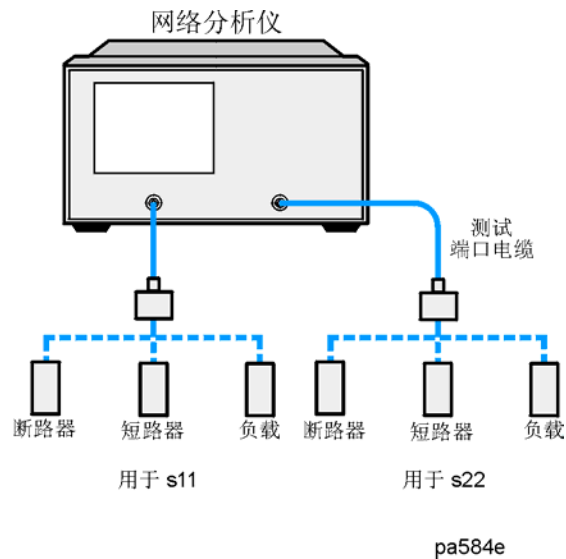 网络分析仪
测试
端口电缆
断路器 短路器 负载 断路器 短路器 负载
用于 s11 用于 s22
pa584e